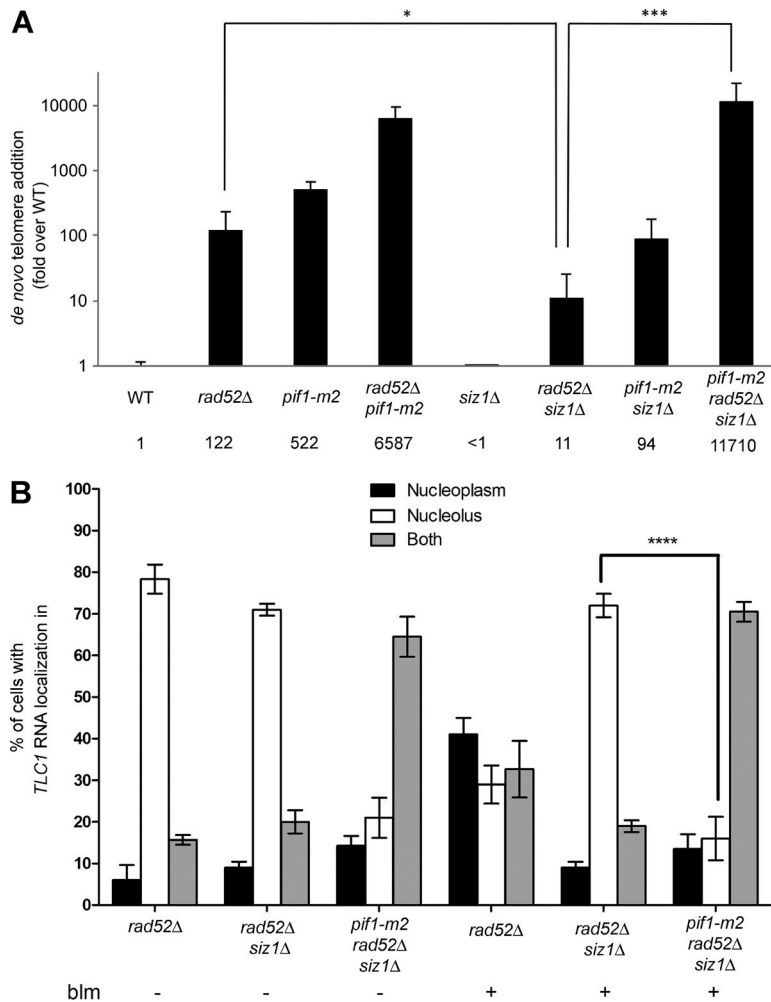 A
*
***
de novo telomere addition
(fold over WT)
10000
1000
100
10
1
WT
rad52Δ
pif1-m2
rad52Δ
pif1-m2
siz1Δ
rad52Δ
siz1Δ
pif1-m2
siz1Δ
pif1-m2
rad52Δ
siz1Δ
1
122
522
6587
<1
11
94
11710
B
Nucleoplasm
Nucleolus
Both
****
% of cells with
TLC1 RNA localization in
100
90
80
70
60
50
40
30
20
10
0
rad52Δ
rad52Δ
siz1Δ
pif1-m2
rad52Δ
siz1Δ
rad52Δ
rad52Δ
siz1Δ
pif1-m2
rad52Δ
siz1Δ
blm - - - + + +